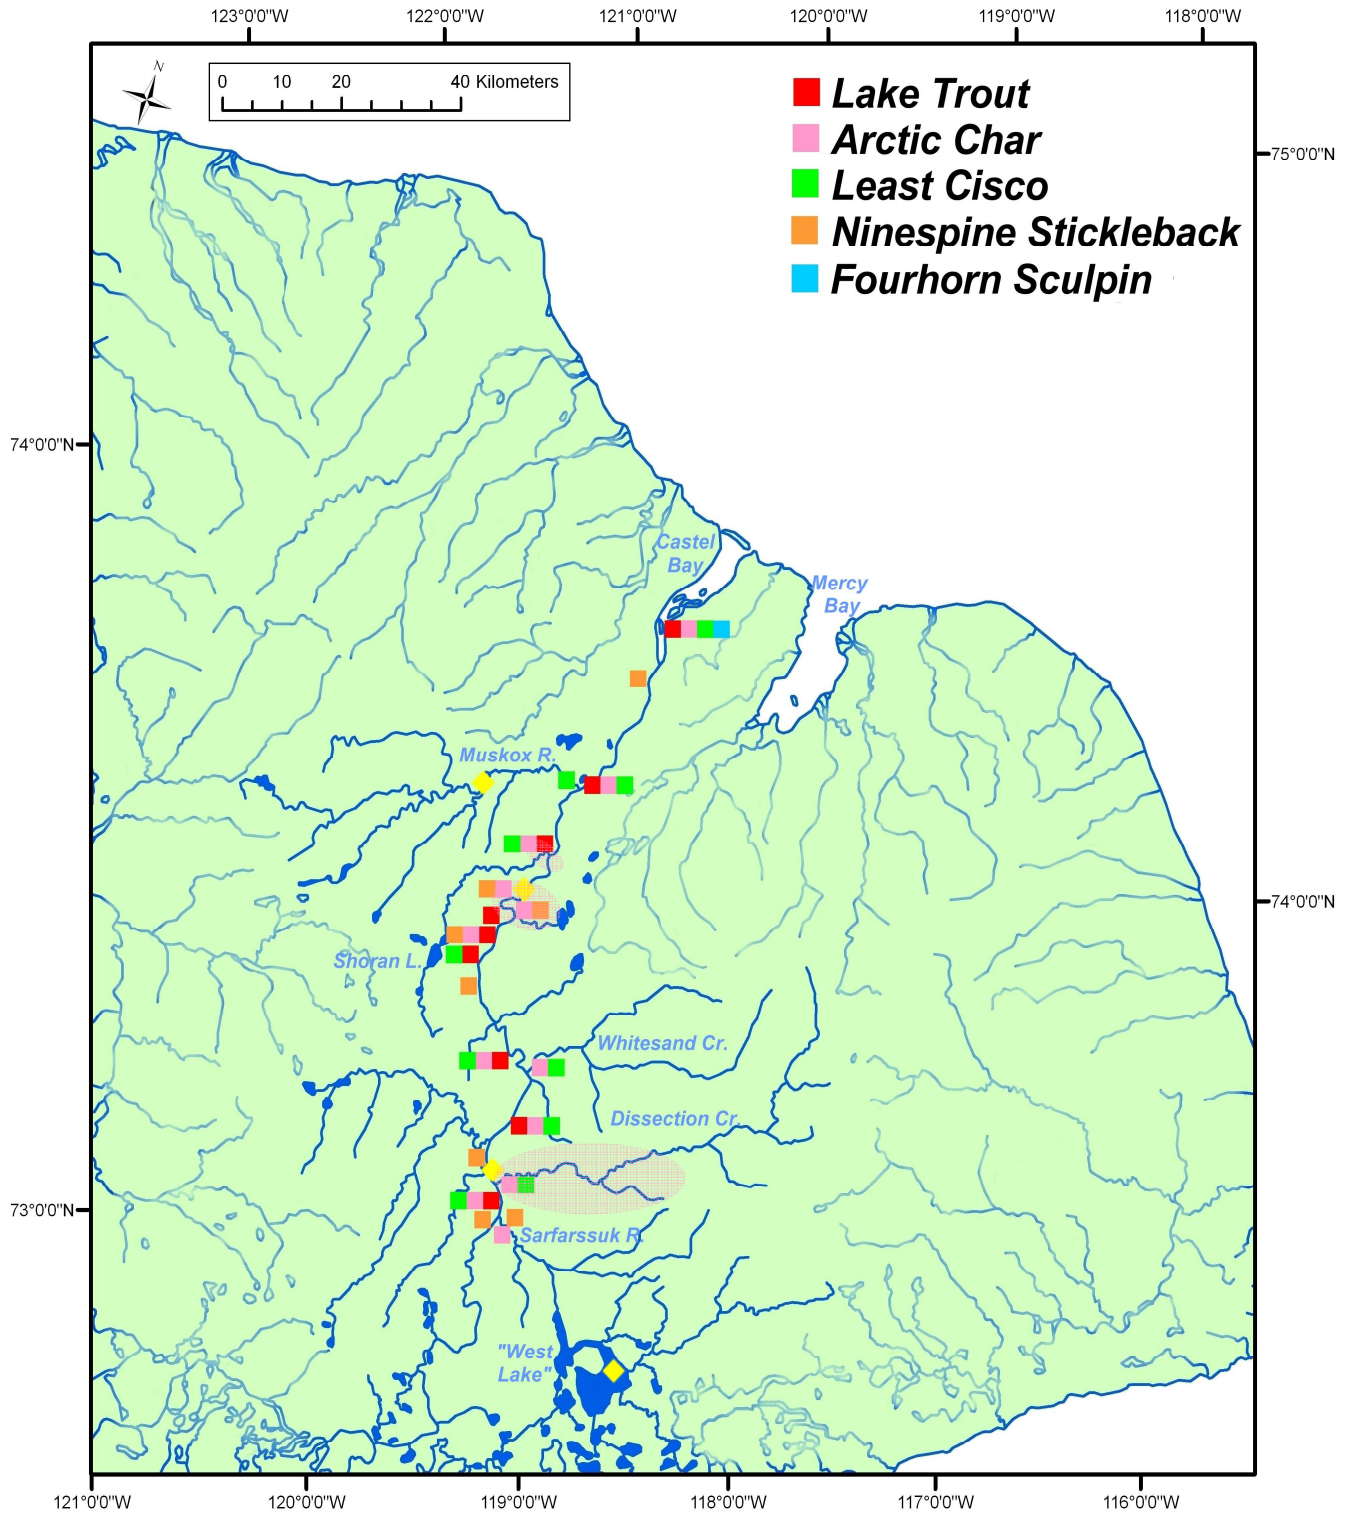 123°0'0"W 122°0'0"W 121°0'0"W 120°0'0"W 119°0'0"W 118°0'0"W
N
0 10 20 40 Kilometers
Lake Trout
Arctic Char
Least Cisco
Ninespine Stickleback
Fourhorn Sculpin
75°0'0"N
74°0'0"N
Castel
Bay
Mercy
Bay
Muskox R.
74°0'0"N
Shoran L.
Whitesand Cr.
Dissection Cr.
73°0'0"N
Sarfarssuk R.
"West
Lake"
121°0'0"W 120°0'0"W 119°0'0"W 118°0'0"W 117°0'0"W 116°0'0"W